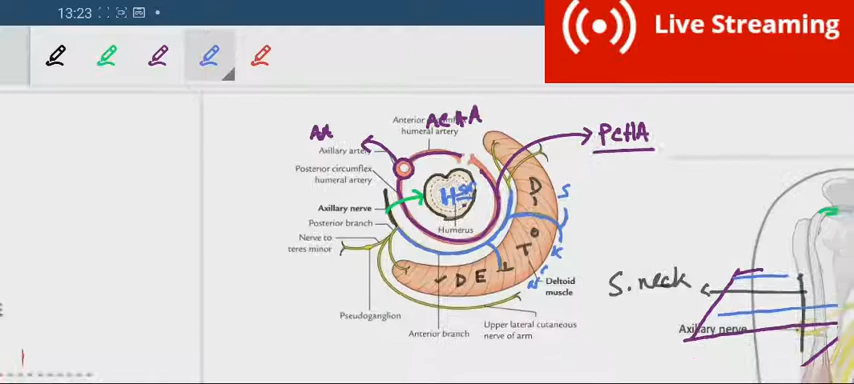 13:23
Live Streaming
Anterior circumflex
humeral artery
ACHA
AA
PCHA
Axillary artery
Posterior circumflex
humeral artery
Axillary nerve
Posterior branch
Nerve to
teres minor
Humerus
D
DELTO
S
K
Deltoid
muscle
S. neck
Axillary nerve
Pseudoganglion
Anterior branch
Upper lateral cutaneous
nerve of arm